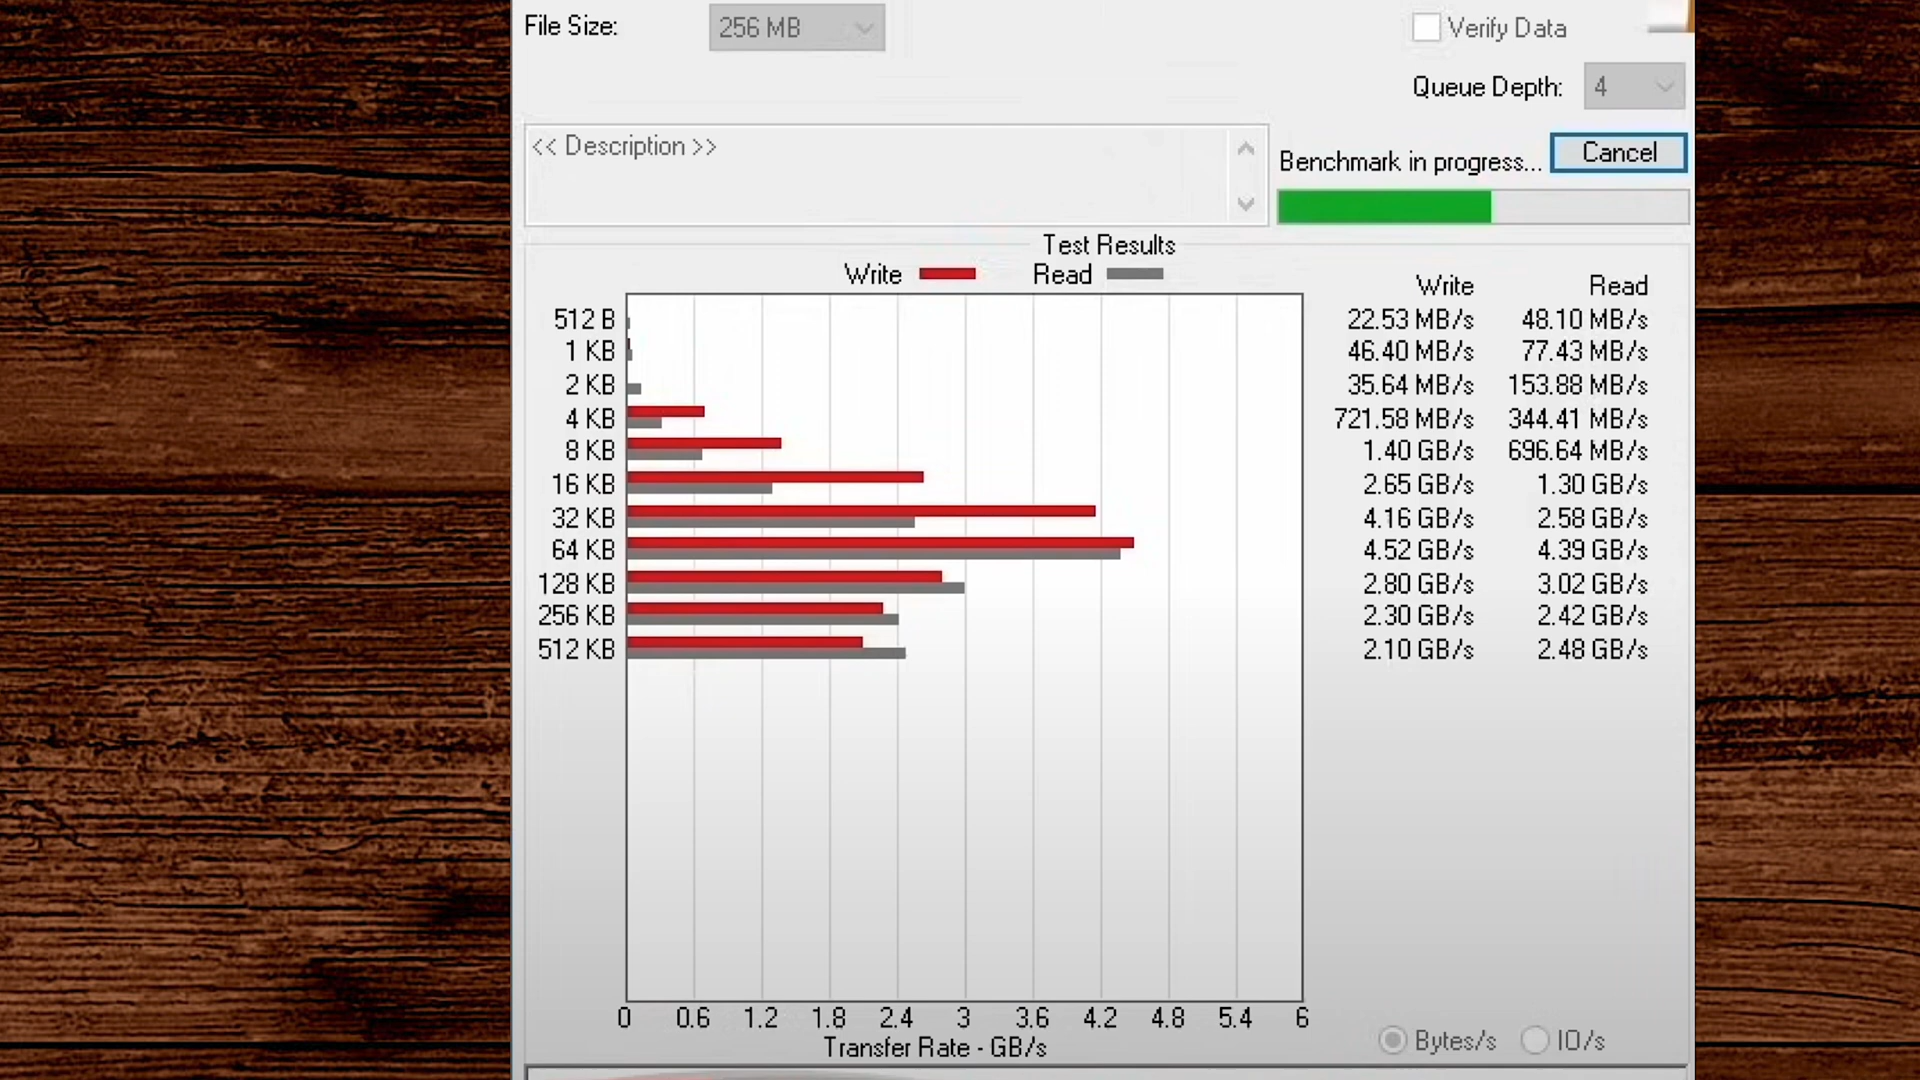 File Size: 256 MB Verify Data
Queue Depth: 4
<< Description >>
Benchmark in progress... Cancel
Test Results
Write Read
Write Read
512 B 22.53 MB/s 48.10 MB/s
1 KB 46.40 MB/s 77.43 MB/s
2 KB 35.64 MB/s 153.88 MB/s
4 KB 721.58 MB/s 344.41 MB/s
8 KB 1.40 GB/s 696.64 MB/s
16 KB 2.65 GB/s 1.30 GB/s
32 KB 4.16 GB/s 2.58 GB/s
64 KB 4.52 GB/s 4.39 GB/s
128 KB 2.80 GB/s 3.02 GB/s
256 KB 2.30 GB/s 2.42 GB/s
512 KB 2.10 GB/s 2.48 GB/s
0 0.6 1.2 1.8 2.4 3 3.6 4.2 4.8 5.4 6
Transfer Rate - GB/s
Bytes/s IO/s